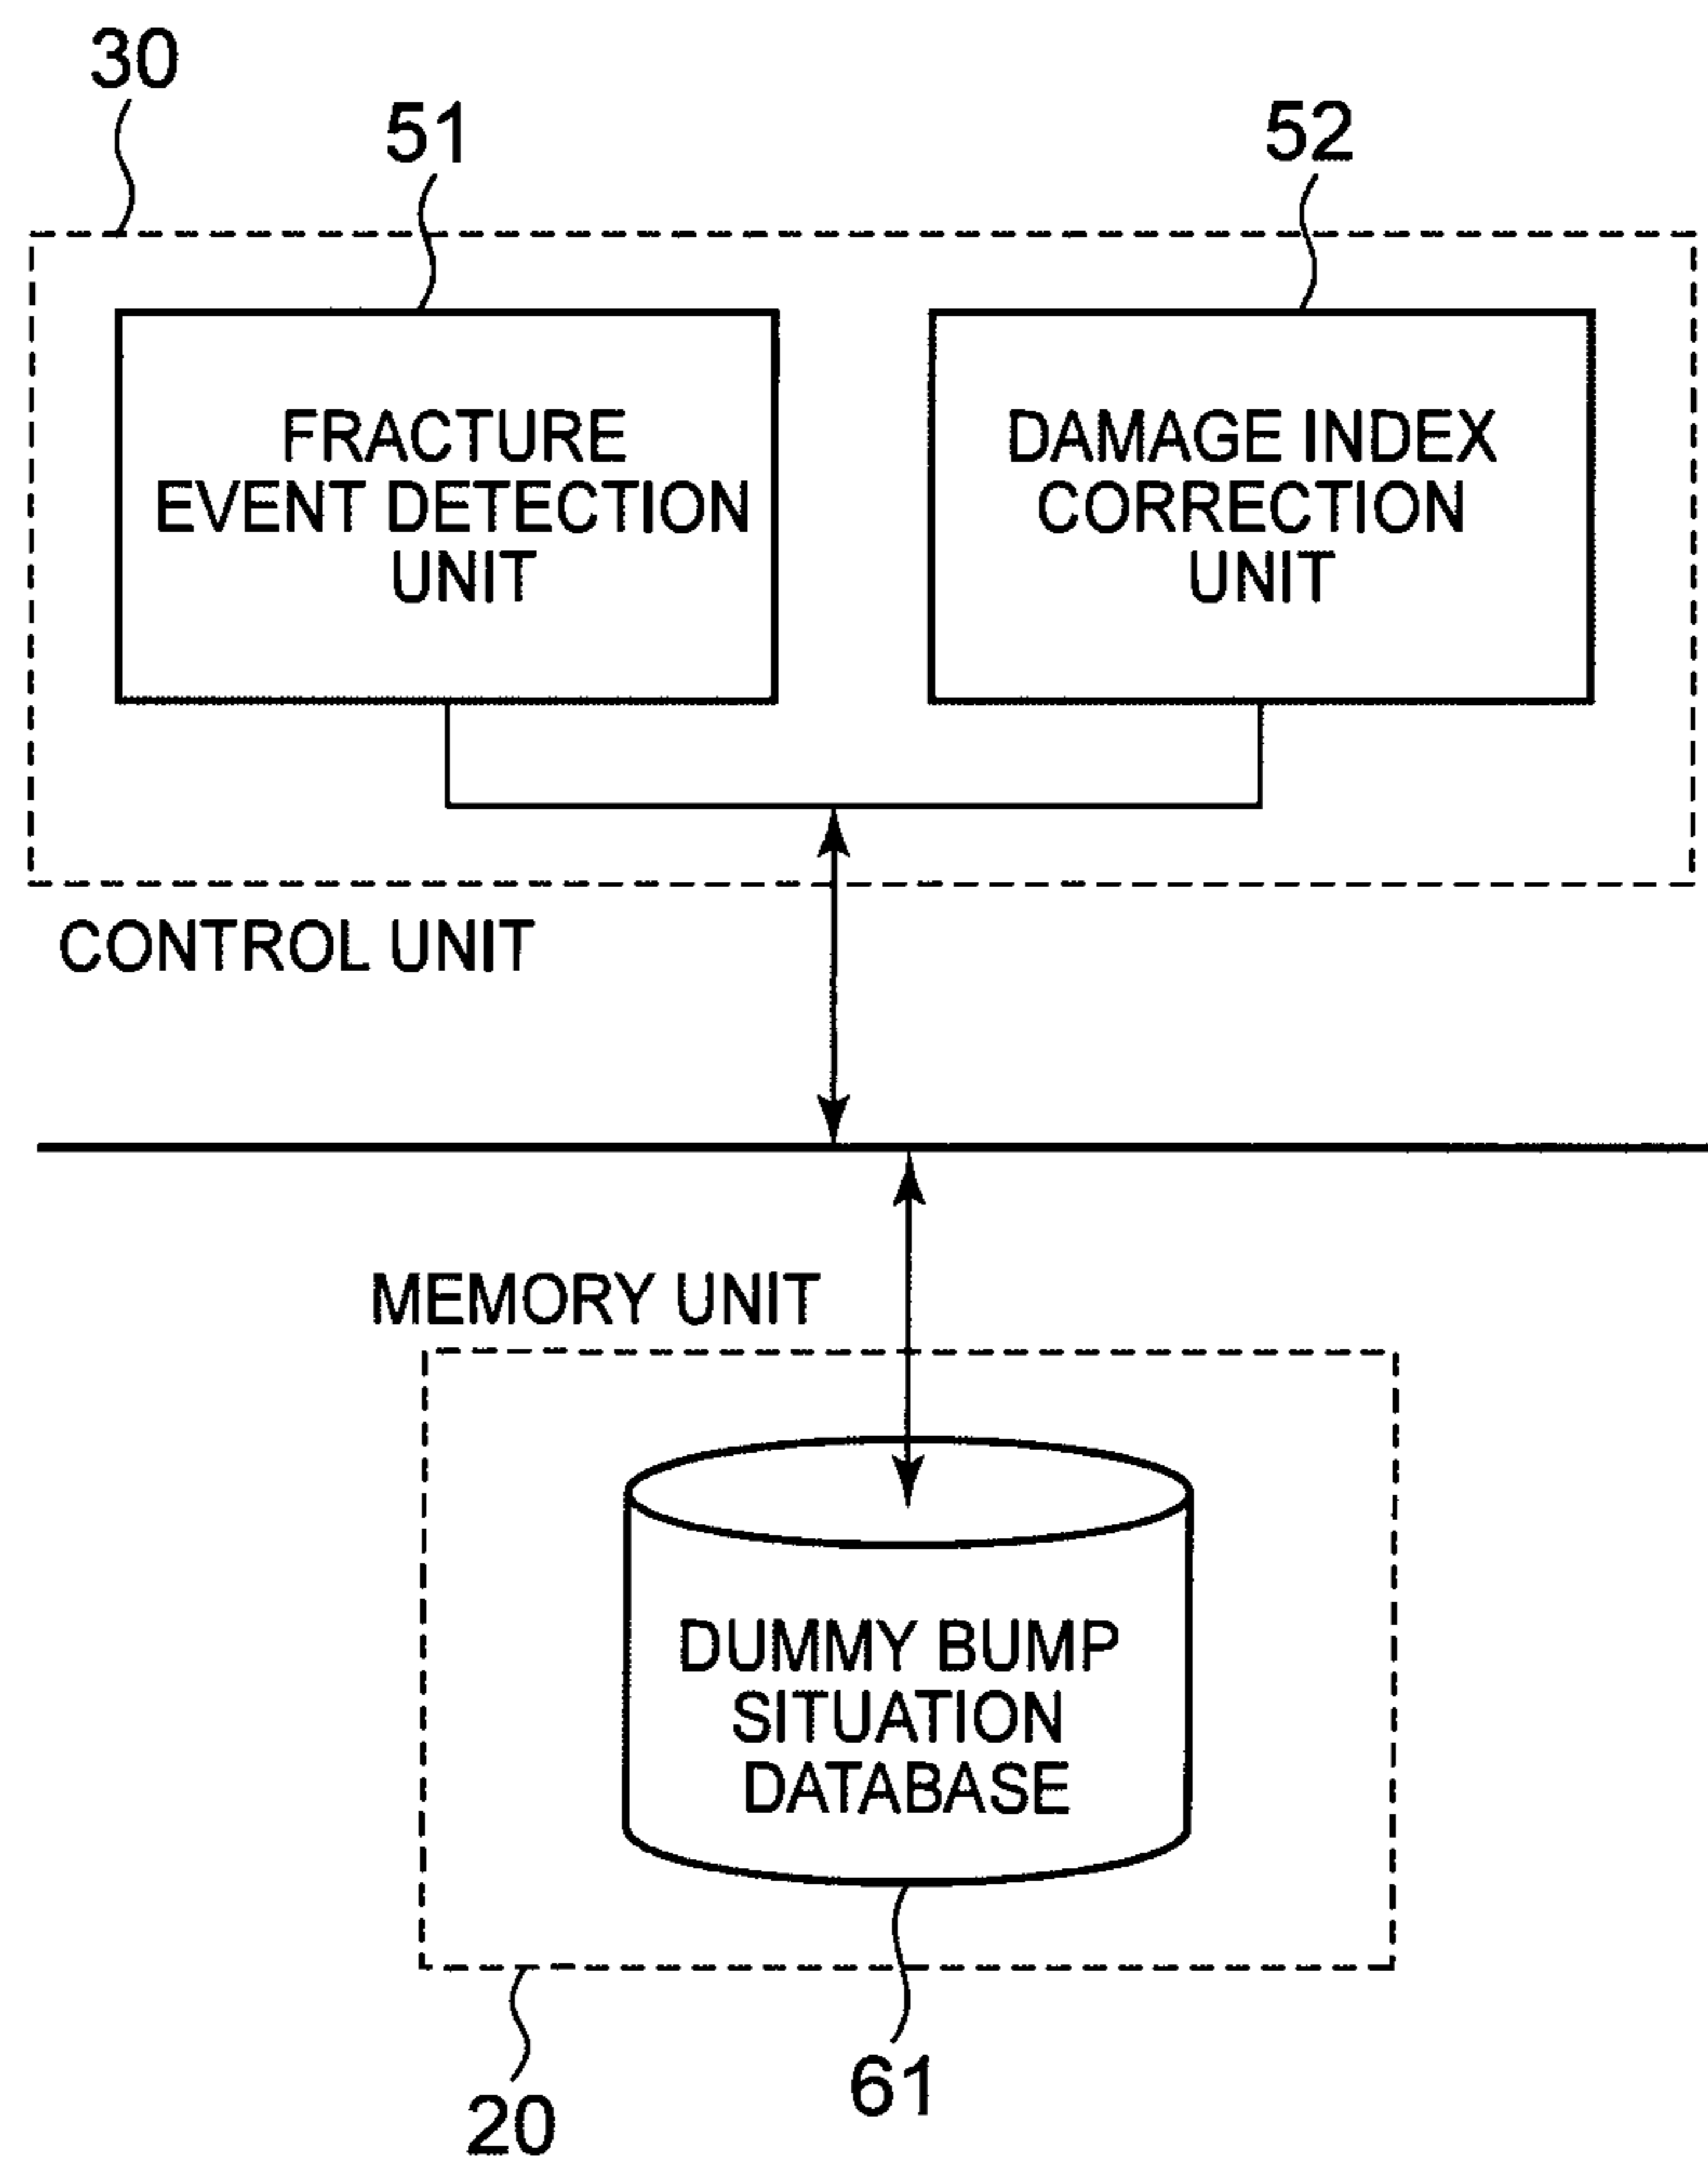 30
51
52
FRACTURE
EVENT DETECTION
UNIT
DAMAGE INDEX
CORRECTION
UNIT
CONTROL UNIT
MEMORY UNIT
DUMMY BUMP
SITUATION
DATABASE
61
20